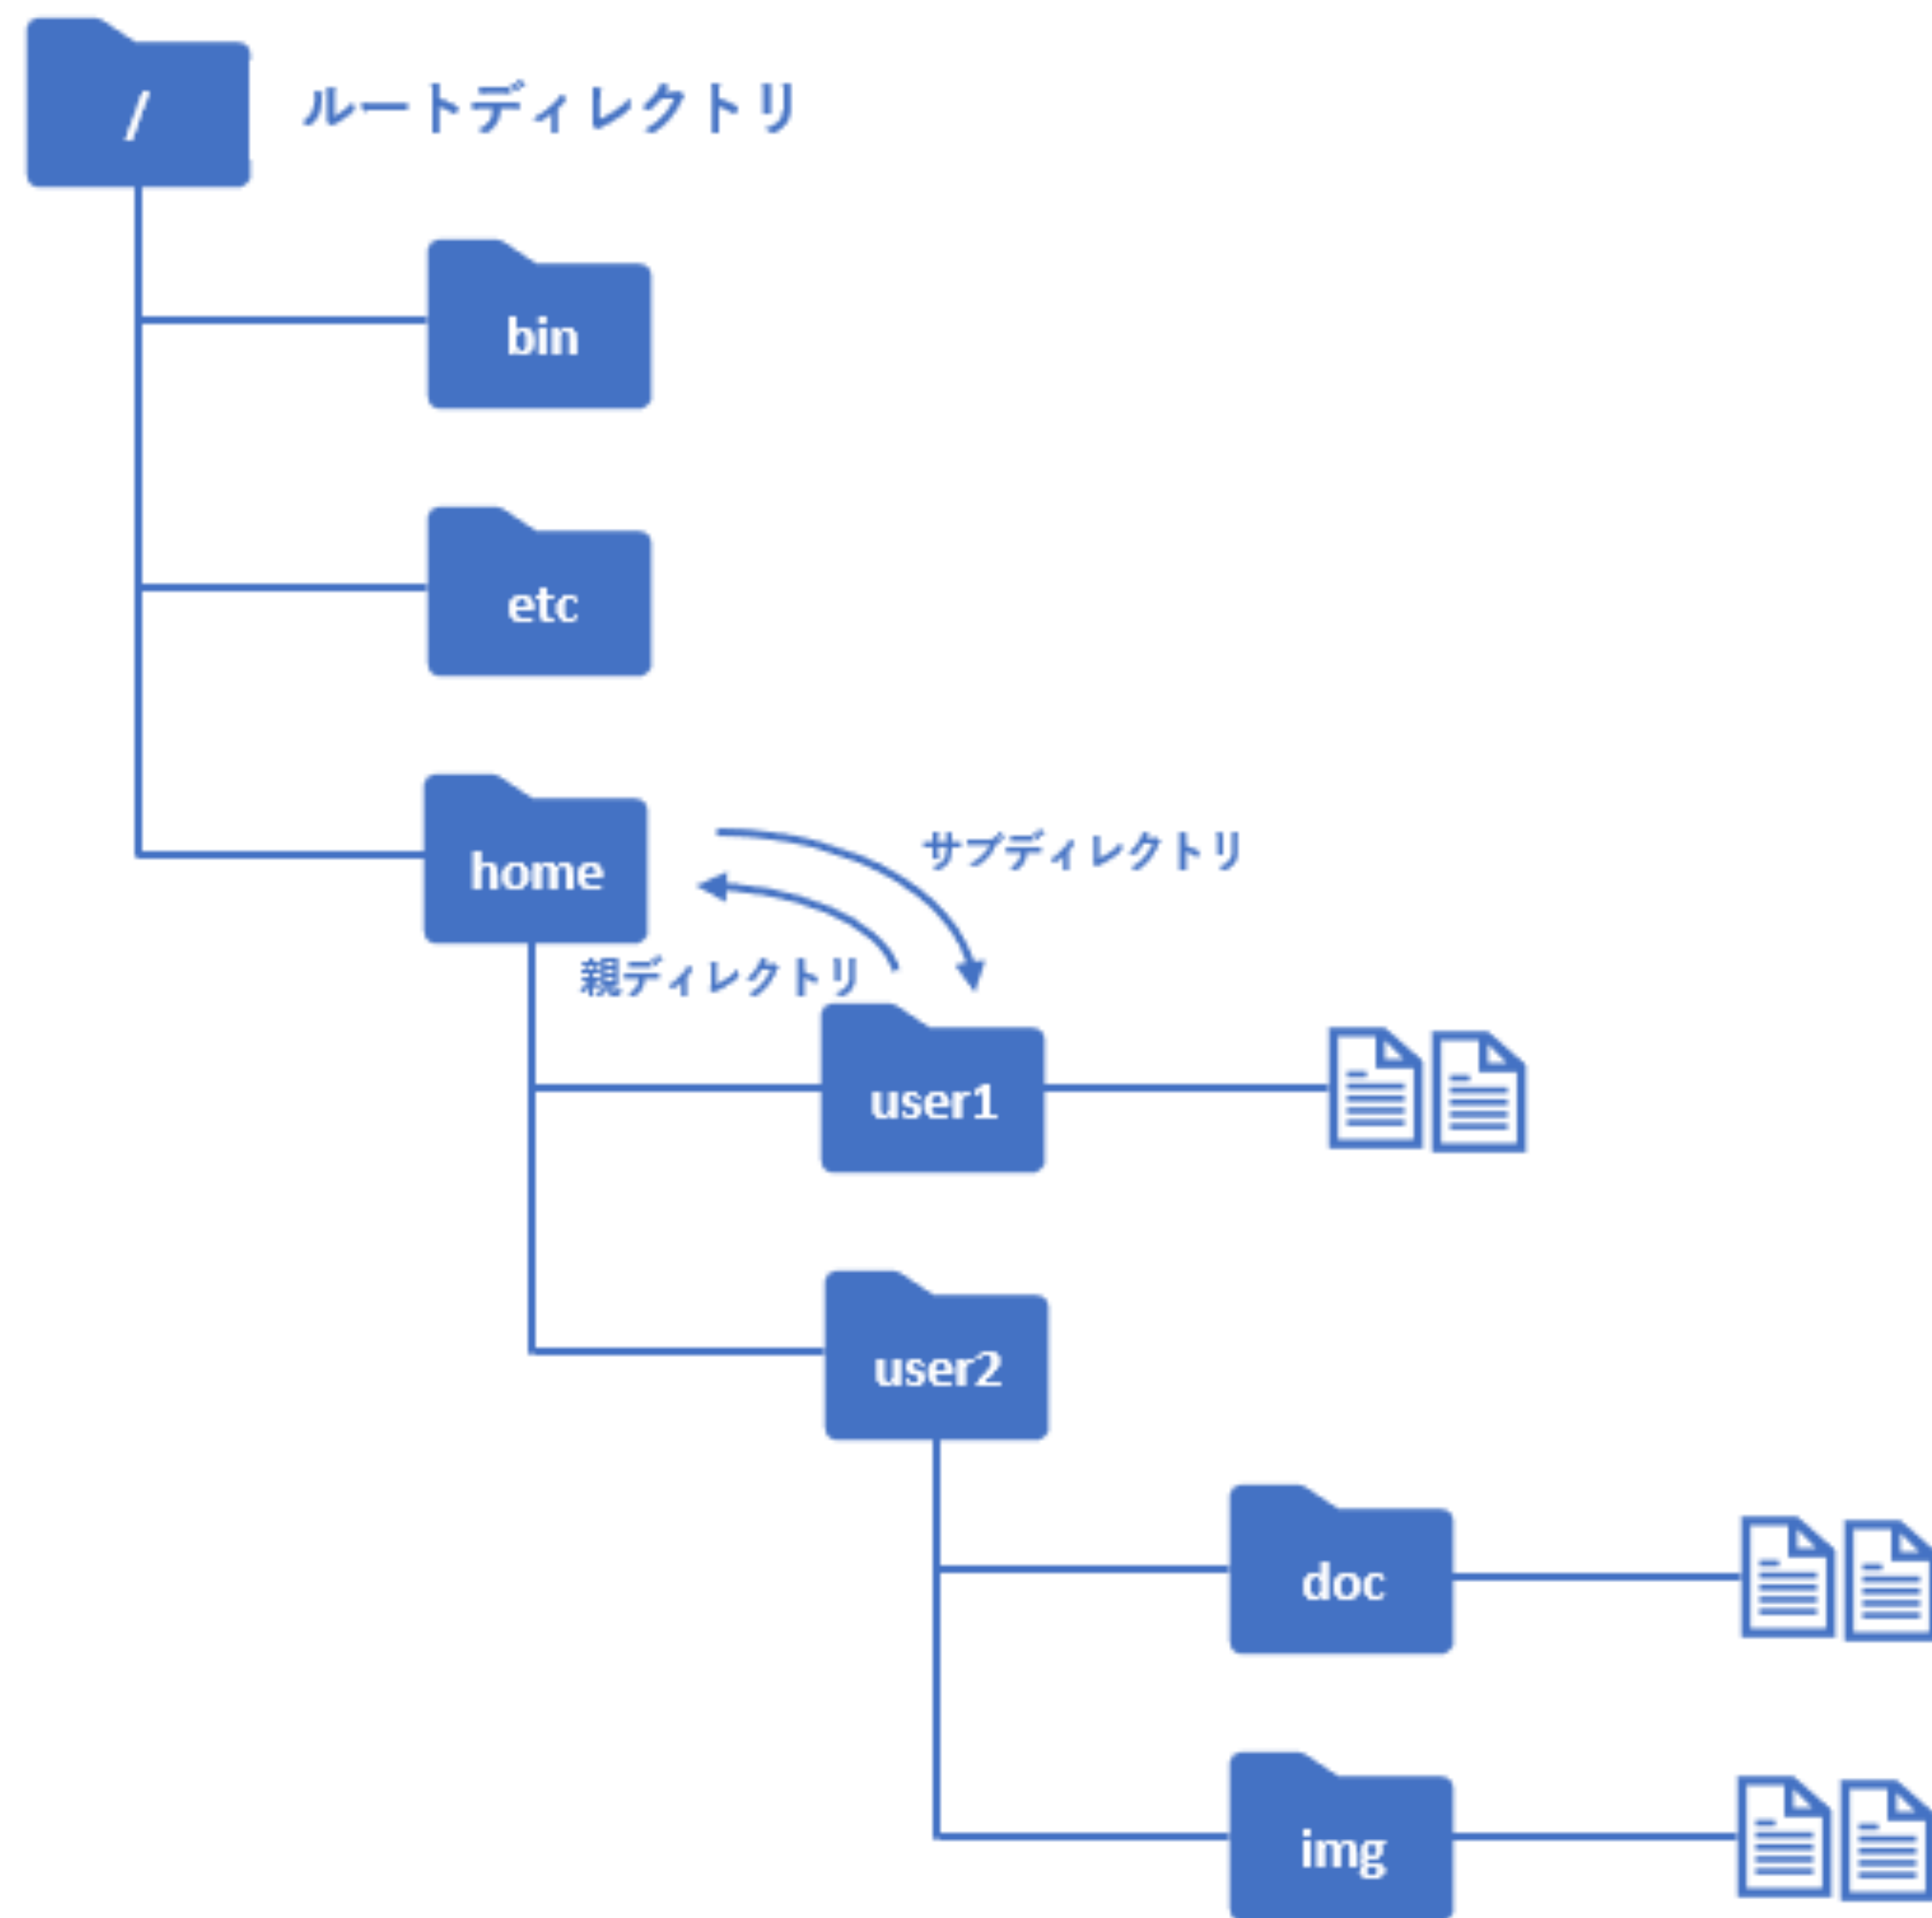 /
ルートディレクトリ
bin
etc
home
サブディレクトリ
親ディレクトリ
user1
user2
doc
img